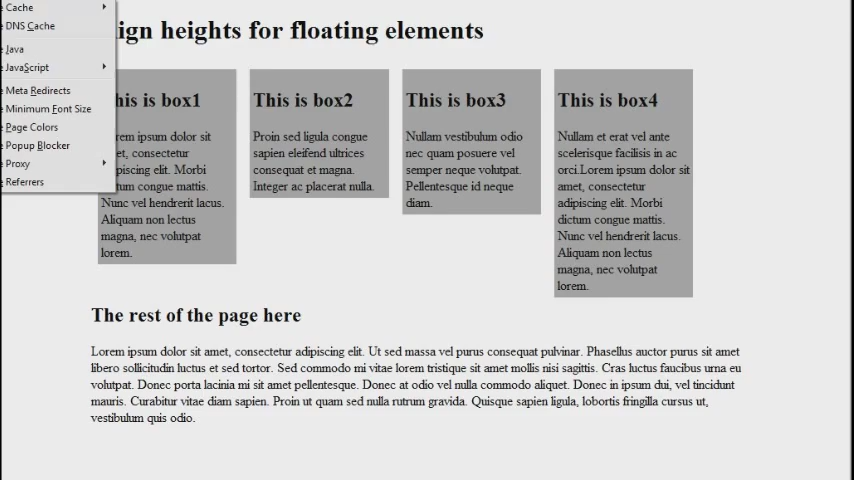 Cache
DNS Cache
Java
JavaScript
Meta Redirects
Minimum Font Size
Page Colors
Popup Blocker
Proxy
Referrers
ign heights for floating elements
his is box1
rem ipsum dolor sit
et, consectetur
ipiscing elit. Morbi
tum congue mattis.
Nunc vel hendrerit lacus.
Aliquam non lectus
magna, nec volutpat
lorem.
This is box2
Proin sed ligula congue
sapien eleifend ultrices
consequat et magna.
Integer ac placerat nulla.
This is box3
Nullam vestibulum odio
nec quam posuere vel
semper neque volutpat.
Pellentesque id neque
diam.
This is box4
Nullam et erat vel ante
scelerisque facilisis in ac
orci.Lorem ipsum dolor sit
amet, consectetur
adipiscing elit. Morbi
dictum congue mattis.
Nunc vel hendrerit lacus.
Aliquam non lectus
magna, nec volutpat
lorem.
The rest of the page here
Lorem ipsum dolor sit amet, consectetur adipiscing elit. Ut sed massa vel purus consequat pulvinar. Phasellus auctor purus sit amet
libero sollicitudin luctus et sed tortor. Sed commodo mi vitae lorem tristique sit amet mollis nisi sagittis. Cras luctus faucibus urna eu
volutpat. Donec porta lacinia mi sit amet pellentesque. Donec at odio vel nulla commodo aliquet. Donec in ipsum dui, vel tincidunt
mauris. Curabitur vitae diam sapien. Proin ut quam sed nulla rutrum gravida. Quisque sapien ligula, lobortis fringilla cursus ut,
vestibulum quis odio.